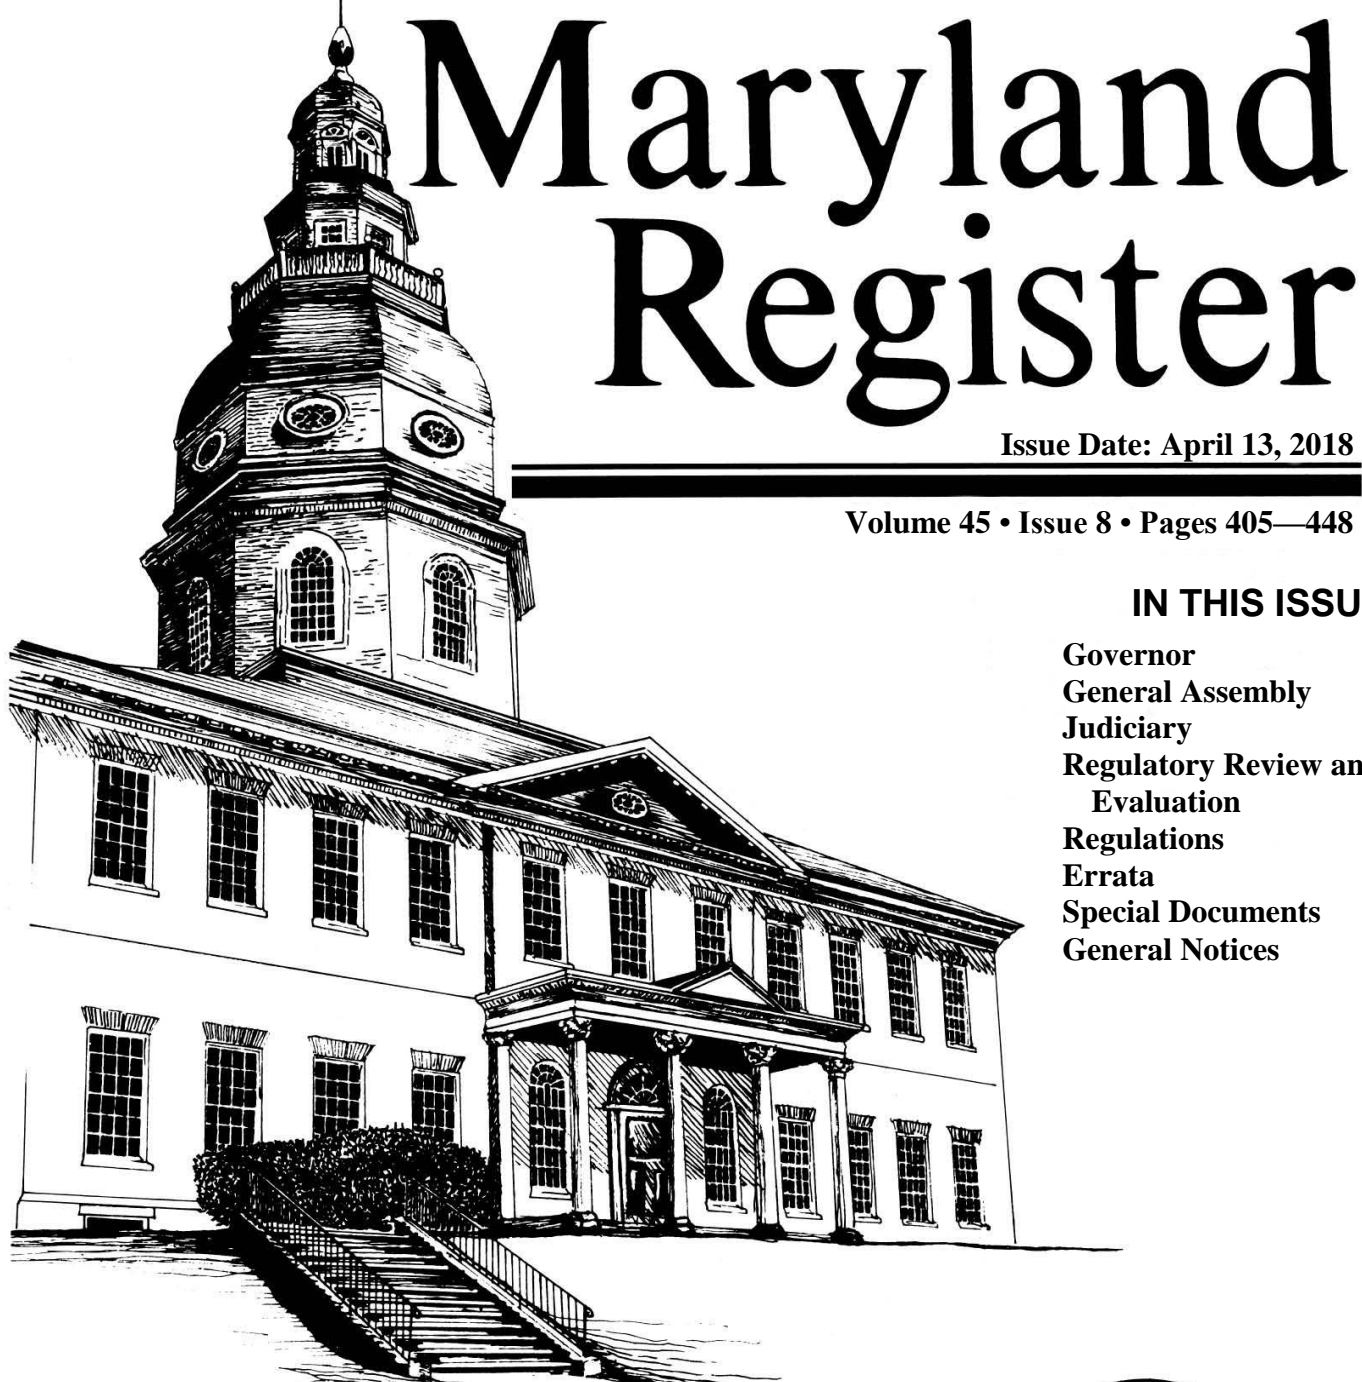 Maryland
Register
Issue Date: April 13, 2018
Volume 45 • Issue 8 • Pages 405—448
IN THIS ISSU
Governor
General Assembly
Judiciary
Regulatory Review an
Evaluation
Regulations
Errata
Special Documents
General Notices